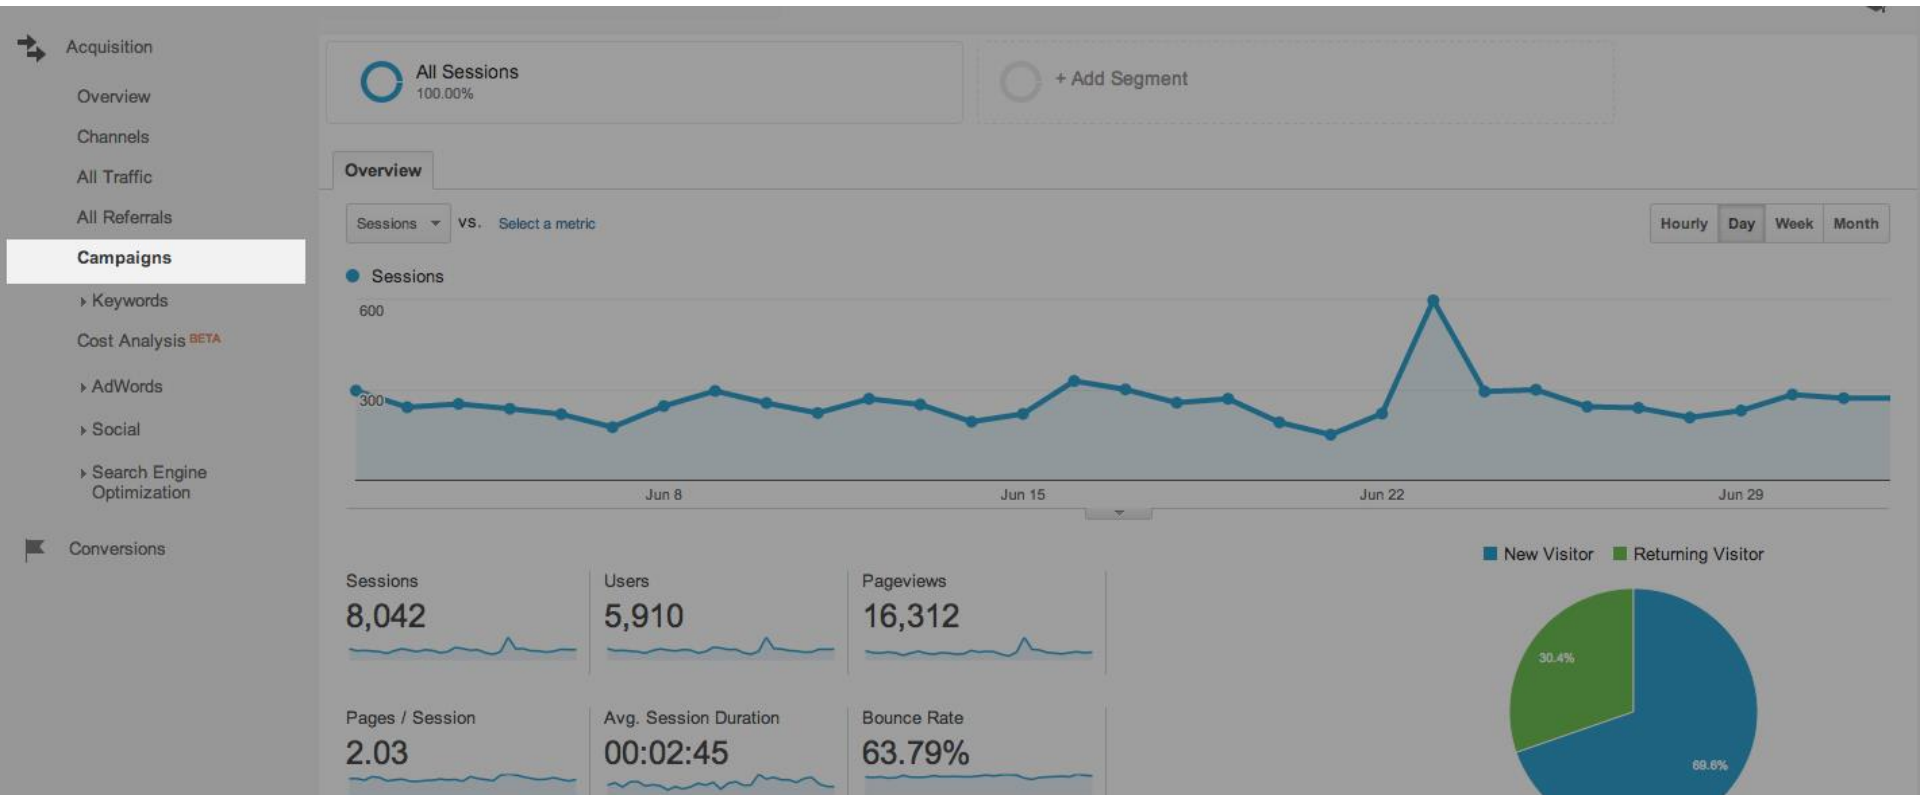 Acquisition
Overview
Channels
All Traffic
All Referrals
Campaigns
Keywords
Cost Analysis BETA
AdWords
Social
Search Engine
Optimization
Conversions
All Sessions
100.00%
+ Add Segment
Overview
Sessions VS. Select a metric
Hourly Day Week Month
Sessions
600
300
Jun 8 Jun 15 Jun 22 Jun 29
New Visitor Returning Visitor
Sessions Users Pageviews
8,042 5,910 16,312
30.4%
Pages / Session Avg. Session Duration Bounce Rate
2.03 00:02:45 63.79%
69.6%